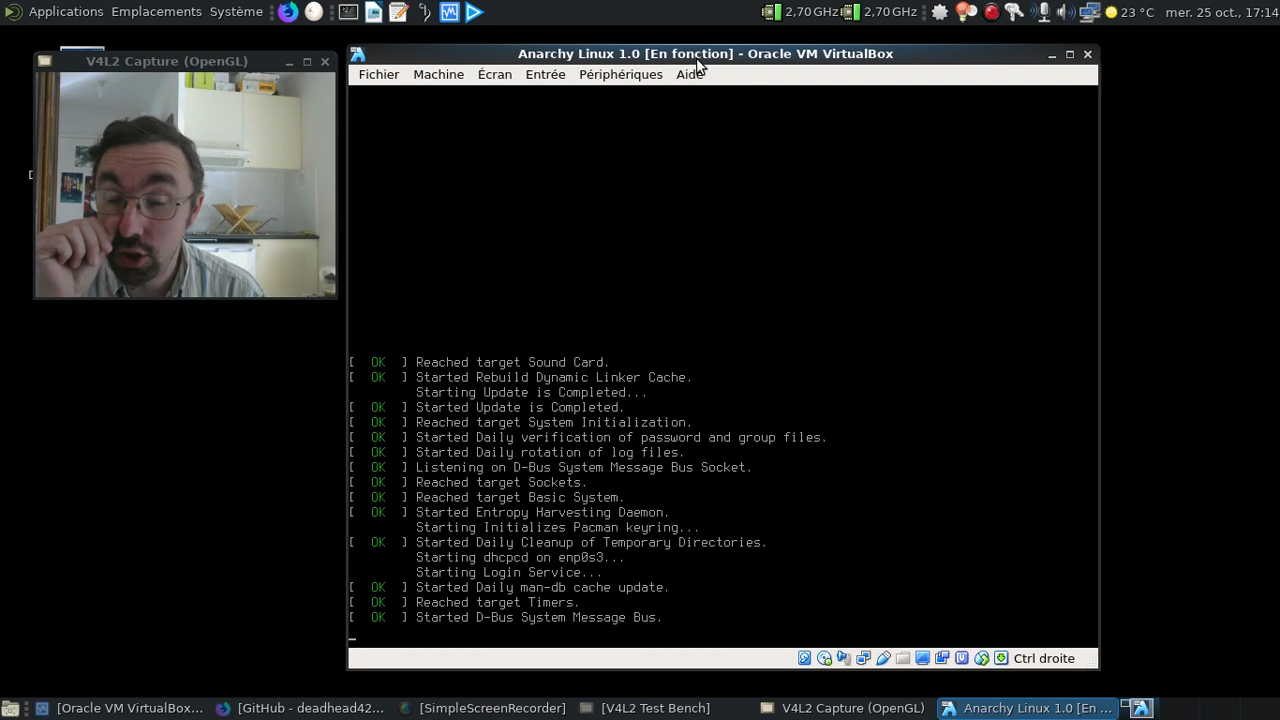 Applications Emplacements Système 2,70 GHz 2,70 GHz 23 °C mer. 25 oct., 17:14
V4L2 Capture (OpenGL)
Anarchy Linux 1.0 [En fonction] - Oracle VM VirtualBox
Fichier Machine Écran Entrée Périphériques Aide
[ OK ] Reached target Sound Card.
[ OK ] Started Rebuild Dynamic Linker Cache.
Starting Update is Completed...
[ OK ] Started Update is Completed.
[ OK ] Reached target System Initialization.
[ OK ] Started Daily verification of password and group files.
[ OK ] Started Daily rotation of log files.
[ OK ] Listening on D-Bus System Message Bus Socket.
[ OK ] Reached target Sockets.
[ OK ] Reached target Basic System.
[ OK ] Started Entropy Harvesting Daemon.
Starting Initializes Pacman keyring...
[ OK ] Started Daily Cleanup of Temporary Directories.
Starting dhcpcd on enp0s3...
Starting Login Service...
[ OK ] Started Daily man-db cache update.
[ OK ] Reached target Timers.
[ OK ] Started D-Bus System Message Bus.
Ctrl droite
[Oracle VM VirtualBox... [GitHub - deadhead42... [SimpleScreenRecorder] [V4L2 Test Bench] V4L2 Capture (OpenGL) Anarchy Linux 1.0 [En ...